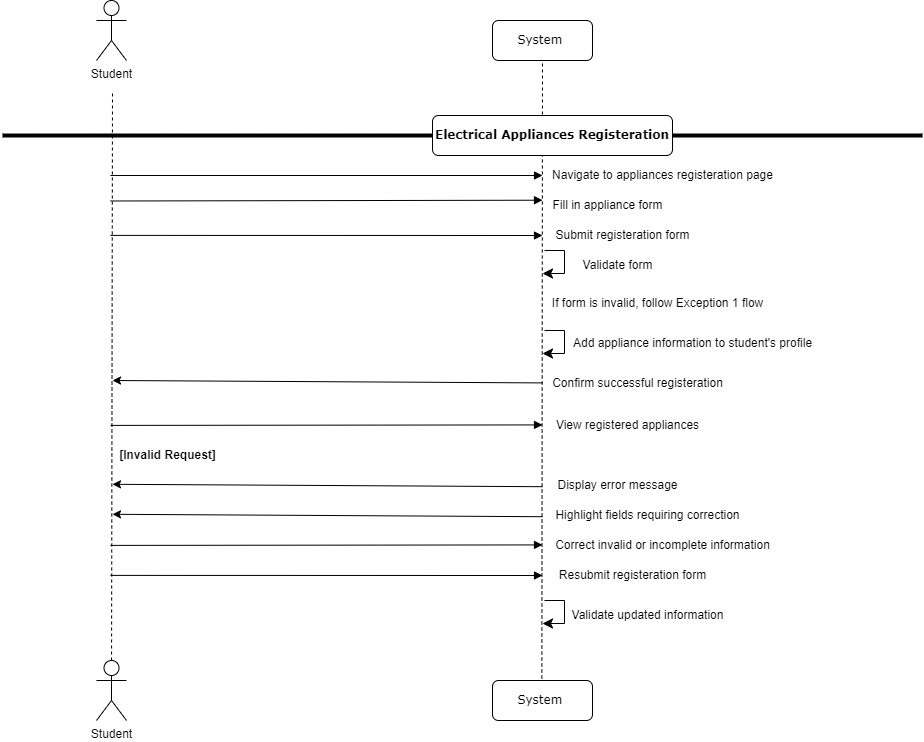 Student
System
Electrical Appliances Registeration
Navigate to appliances registeration page
Fill in appliance form
Submit registeration form
Validate form
If form is invalid, follow Exception 1 flow
Add appliance information to student's profile
Confirm successful registeration
View registered appliances
[Invalid Request]
Display error message
Highlight fields requiring correction
Correct invalid or incomplete information
Resubmit registeration form
Validate updated information
System
Student